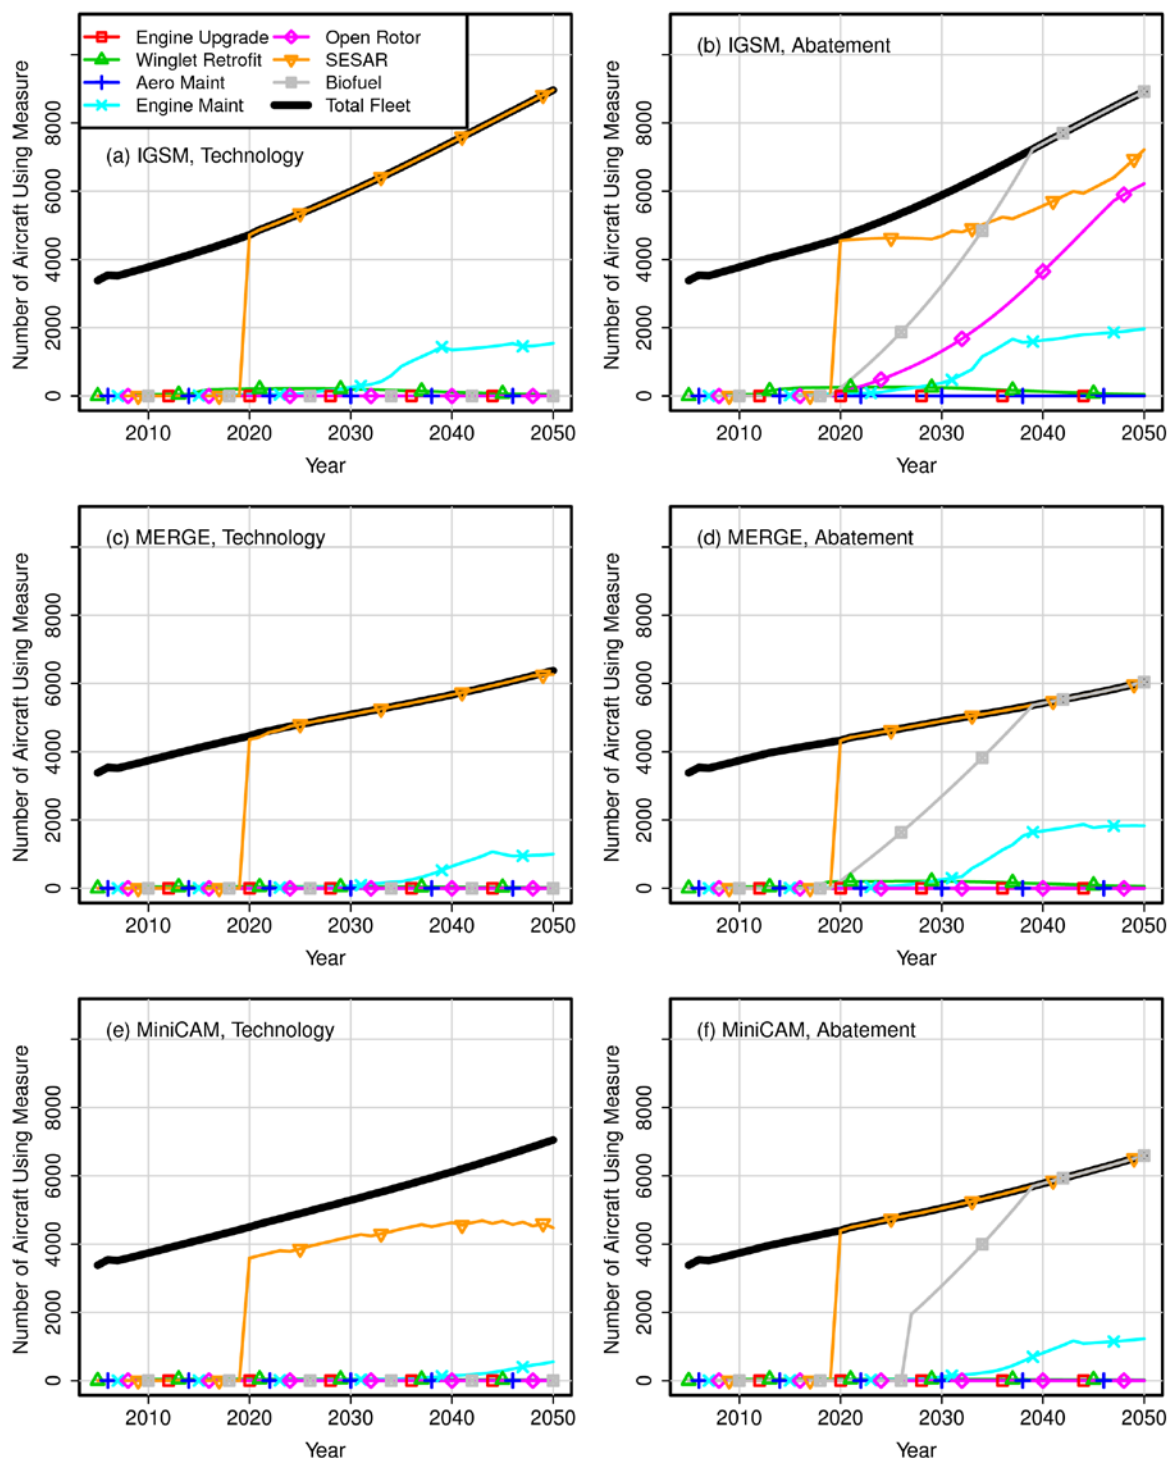 Engine Upgrade
Winglet Retrofit
Aero Maint
Engine Maint
Open Rotor
SESAR
Biofuel
Total Fleet
(a) IGSM, Technology
Number of Aircraft Using Measure
0 2000 4000 6000 8000
2010 2020 2030 2040 2050
Year
(b) IGSM, Abatement
Number of Aircraft Using Measure
0 2000 4000 6000 8000
2010 2020 2030 2040 2050
Year
(c) MERGE, Technology
Number of Aircraft Using Measure
0 2000 4000 6000 8000
2010 2020 2030 2040 2050
Year
(d) MERGE, Abatement
Number of Aircraft Using Measure
0 2000 4000 6000 8000
2010 2020 2030 2040 2050
Year
(e) MiniCAM, Technology
Number of Aircraft Using Measure
0 2000 4000 6000 8000
2010 2020 2030 2040 2050
Year
(f) MiniCAM, Abatement
Number of Aircraft Using Measure
0 2000 4000 6000 8000
2010 2020 2030 2040 2050
Year